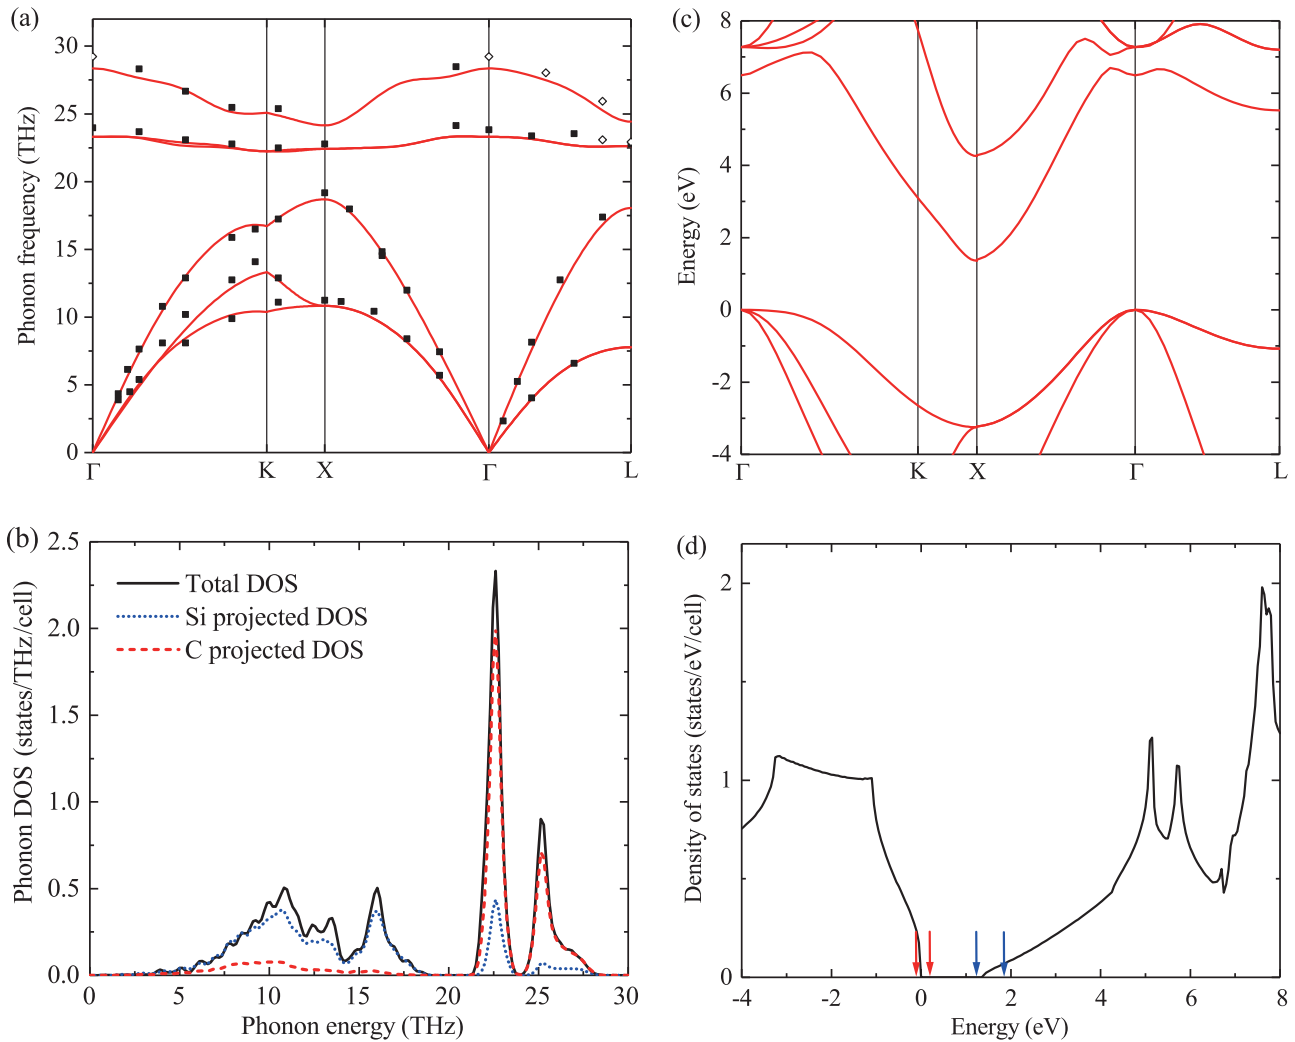 (a)
30
25
20
15
10
5
0
Phonon frequency (THz)
Γ K X Γ L
(c)
8
6
4
2
0
-2
-4
Energy (eV)
Γ K X Γ L
(b)
2.5
2.0
1.5
1.0
0.5
0.0
Phonon DOS (states/THz/cell)
Total DOS
Si projected DOS
C projected DOS
0 5 10 15 20 25 30
Phonon energy (THz)
(d)
2
1
0
Density of states (states/eV/cell)
-4 -2 0 2 4 6 8
Energy (eV)